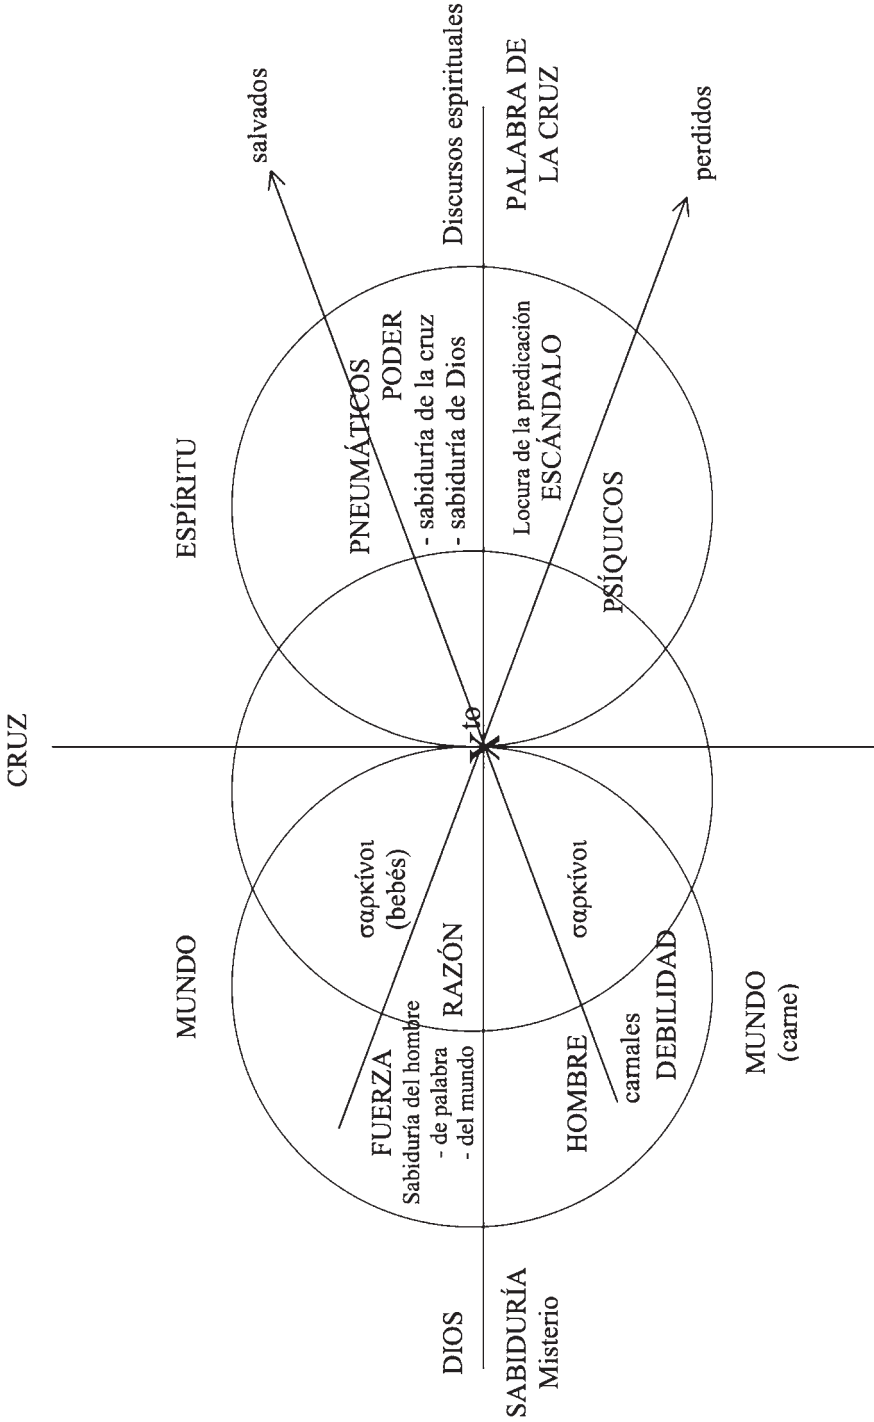 CRUZ
MUNDO
ESPÍRITU
salvados
σαρκίνοι
(bebés)
PNEUMÁTICOS
FUERZA
Sabiduría del hombre
- de palabra
- del mundo
RAZÓN
PODER
- sabiduría de la cruz
- sabiduría de Dios
DIOS
Discursos espirituales
Xto
SABIDURÍA
Misterio
PALABRA DE
LA CRUZ
Locura de la predicación
ESCÁNDALO
HOMBRE
σαρκίνοι
carnales
DEBILIDAD
PSÍQUICOS
perdidos
MUNDO
(carne)